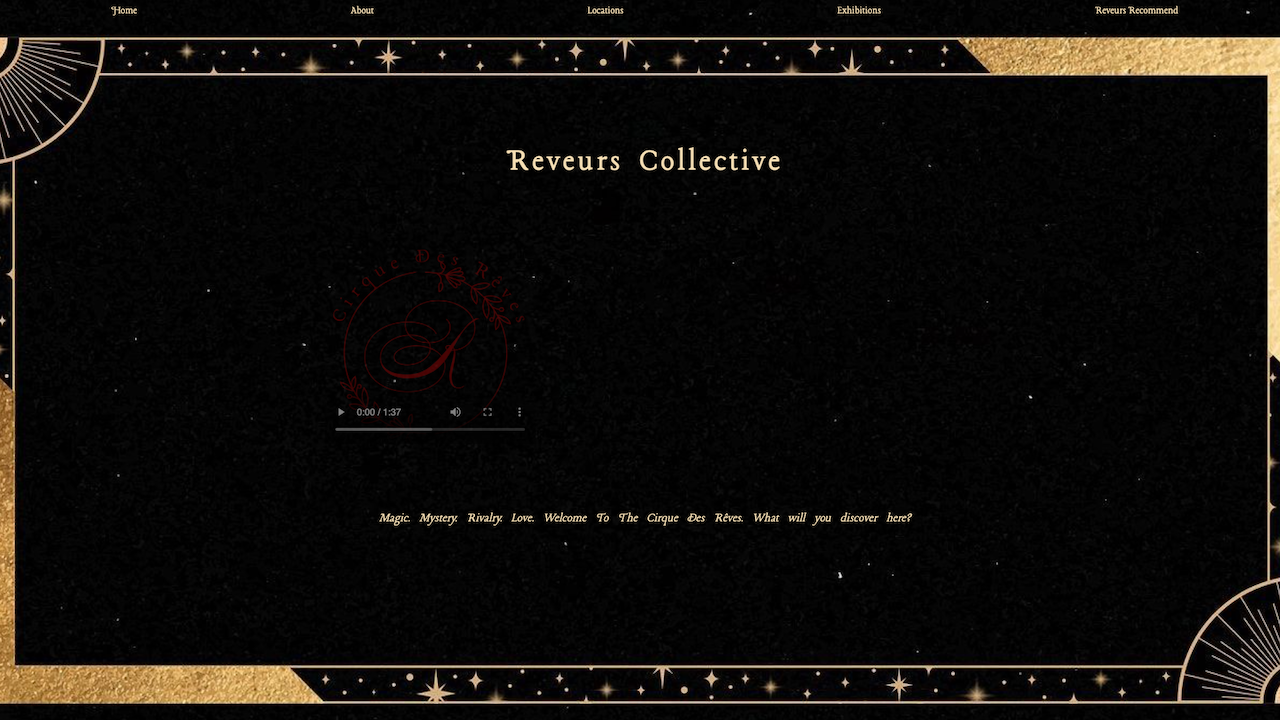 Home
About
Locations
Exhibitions
Reveurs Recommend
Reveurs Collective
Cirque Des Rêves
R
0:00 / 1:37
Magic. Mystery. Rivalry. Love. Welcome To The Cirque Des Rêves. What will you discover here?